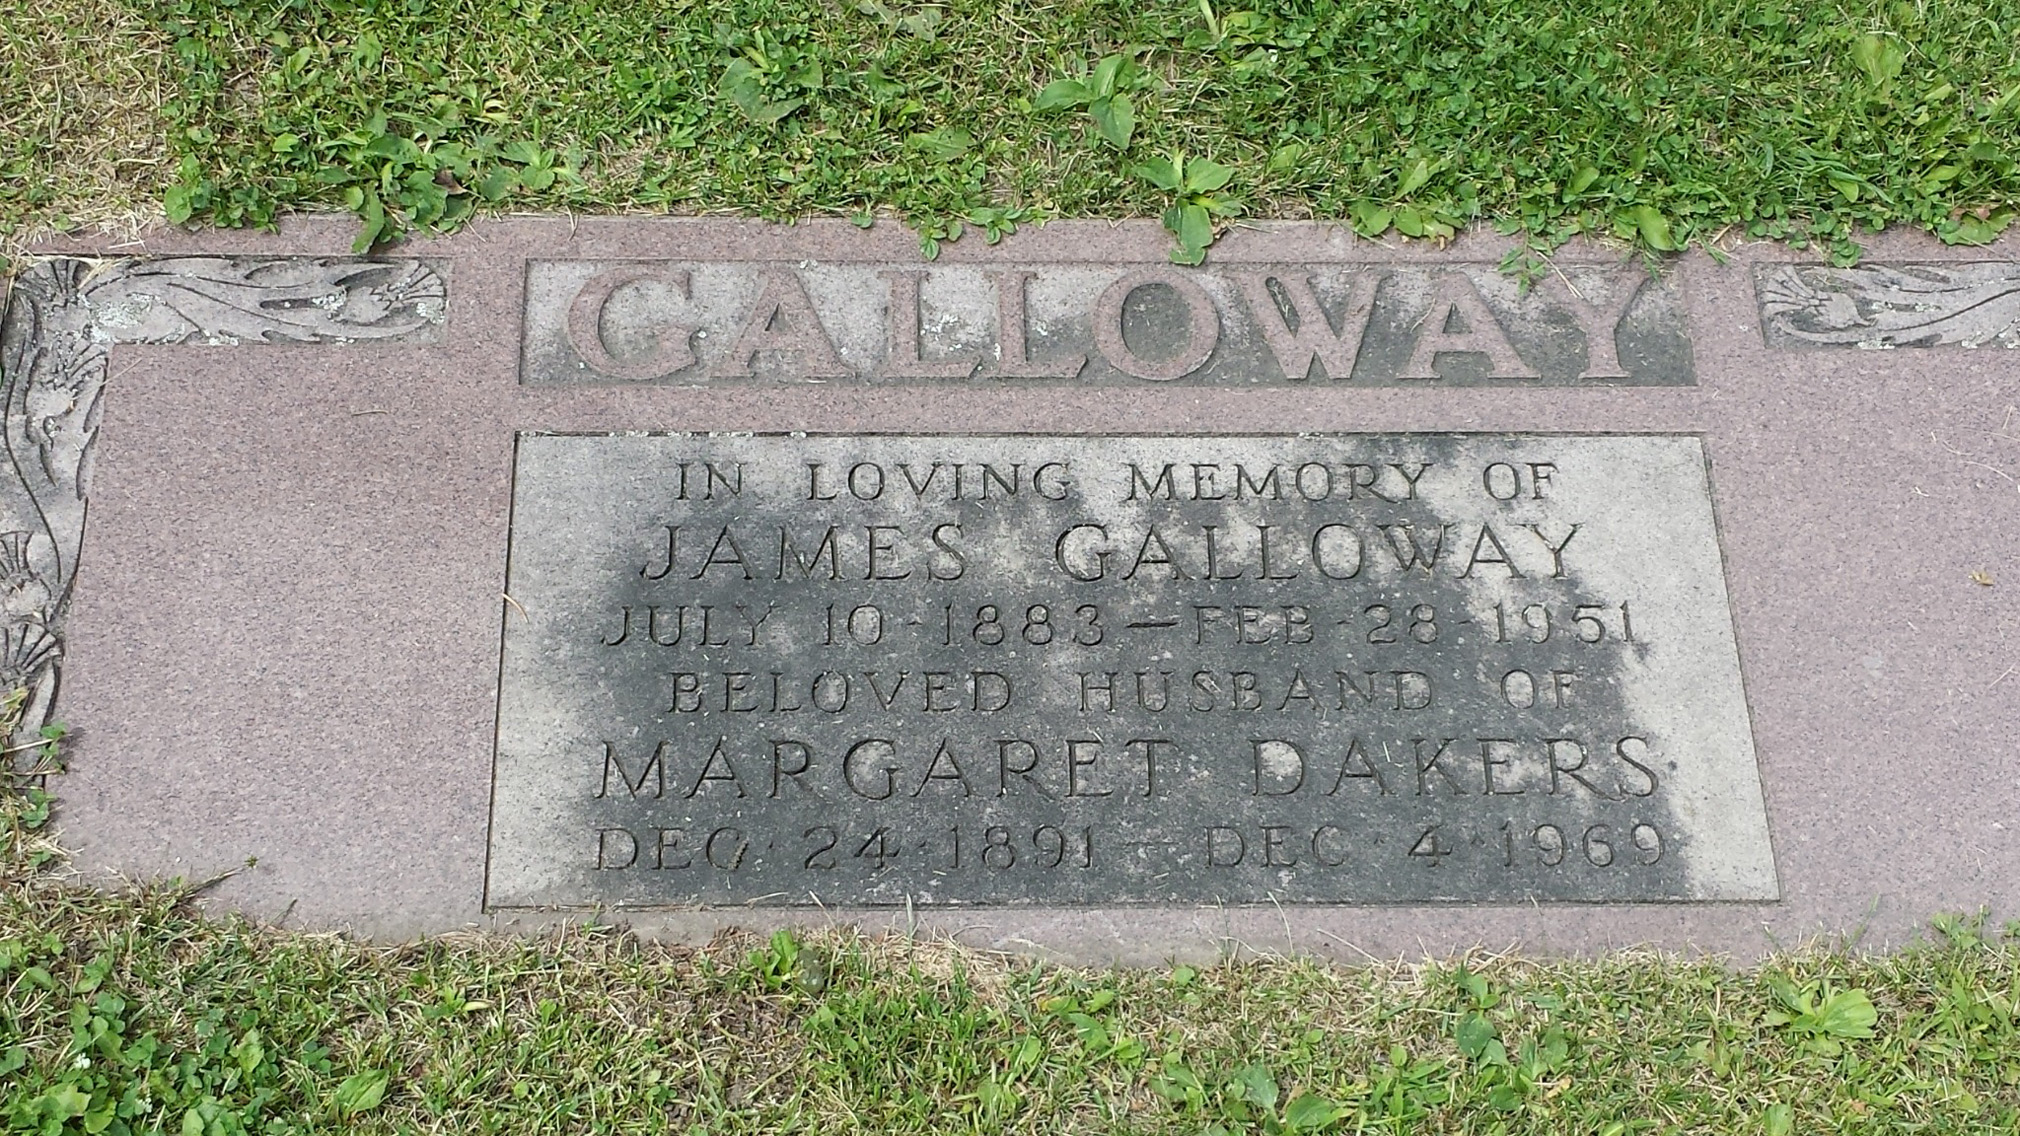 GALLOWAY
IN LOVING MEMORY OF
JAMES GALLOWAY
JULY 10·1883 — FEB·28·1951
BELOVED HUSBAND OF
MARGARET DAKERS
DEC·24·1891 — DEC·4·1969